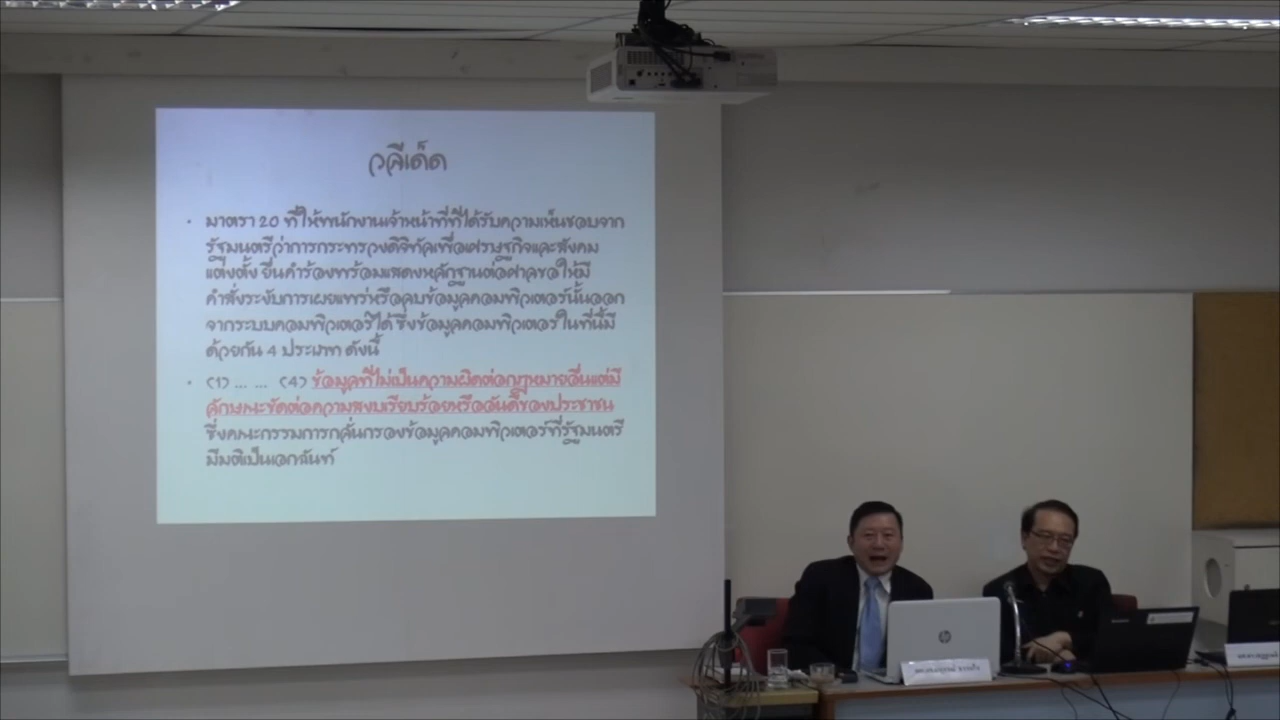 วลีเด็ด
• มาตรา 20 ที่ให้พนักงานเจ้าหน้าที่ที่ได้รับความเห็นชอบจาก
รัฐมนตรีว่าการกระทรวงดิจิทัลเพื่อเศรษฐกิจและสังคม
แต่งตั้ง ยื่นคำร้องพร้อมแสดงหลักฐานต่อศาลขอให้มี
คำสั่งระงับการเผยแพร่หรือลบข้อมูลคอมพิวเตอร์นั้นออก
จากระบบคอมพิวเตอร์ได้ ซึ่งข้อมูลคอมพิวเตอร์ในที่นี้มี
ด้วยกัน 4 ประเภท ดังนี้
• (1) ... ... (4) ข้อมูลที่ไม่เป็นความผิดต่อกฎหมายอื่นแต่มี
ลักษณะขัดต่อความสงบเรียบร้อยหรืออันดีของประชาชน
ซึ่งคณะกรรมการกลั่นกรองข้อมูลคอมพิวเตอร์ที่รัฐมนตรี
มีมติเป็นเอกฉันท์
hp